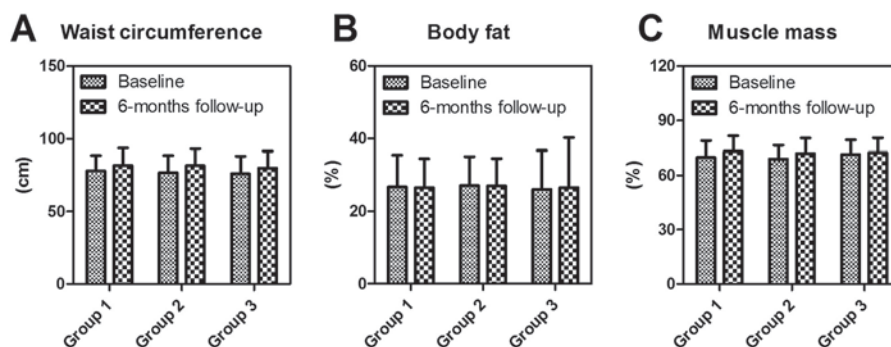 A Waist circumference
150
100
50
0
(cm)
Baseline
6-months follow-up
Group 1
Group 2
Group 3
B Body fat
60
40
20
0
(%)
Baseline
6-months follow-up
Group 1
Group 2
Group 3
C Muscle mass
120
90
60
30
0
(%)
Baseline
6-months follow-up
Group 1
Group 2
Group 3